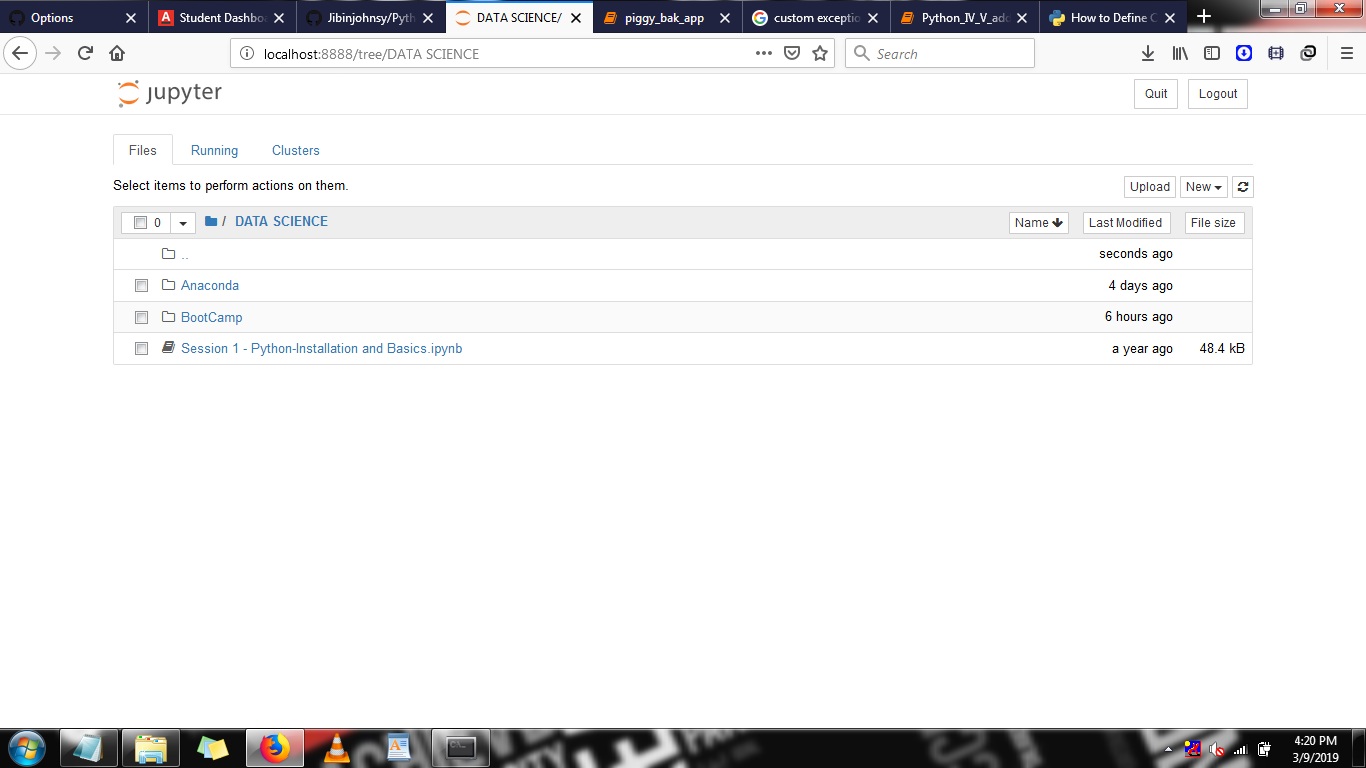 Options
Student Dashbo
Jibinjohnsy/Pyth
DATA SCIENCE/
piggy_bak_app
custom exceptio
Python_IV_V_add
How to Define C
localhost:8888/tree/DATA SCIENCE
Search
jupyter
Quit
Logout
Files
Running
Clusters
Select items to perform actions on them.
Upload
New
0
/ DATA SCIENCE
Name
Last Modified
File size
..
seconds ago
Anaconda
4 days ago
BootCamp
6 hours ago
Session 1 - Python-Installation and Basics.ipynb
a year ago
48.4 kB
4:20 PM
3/9/2019